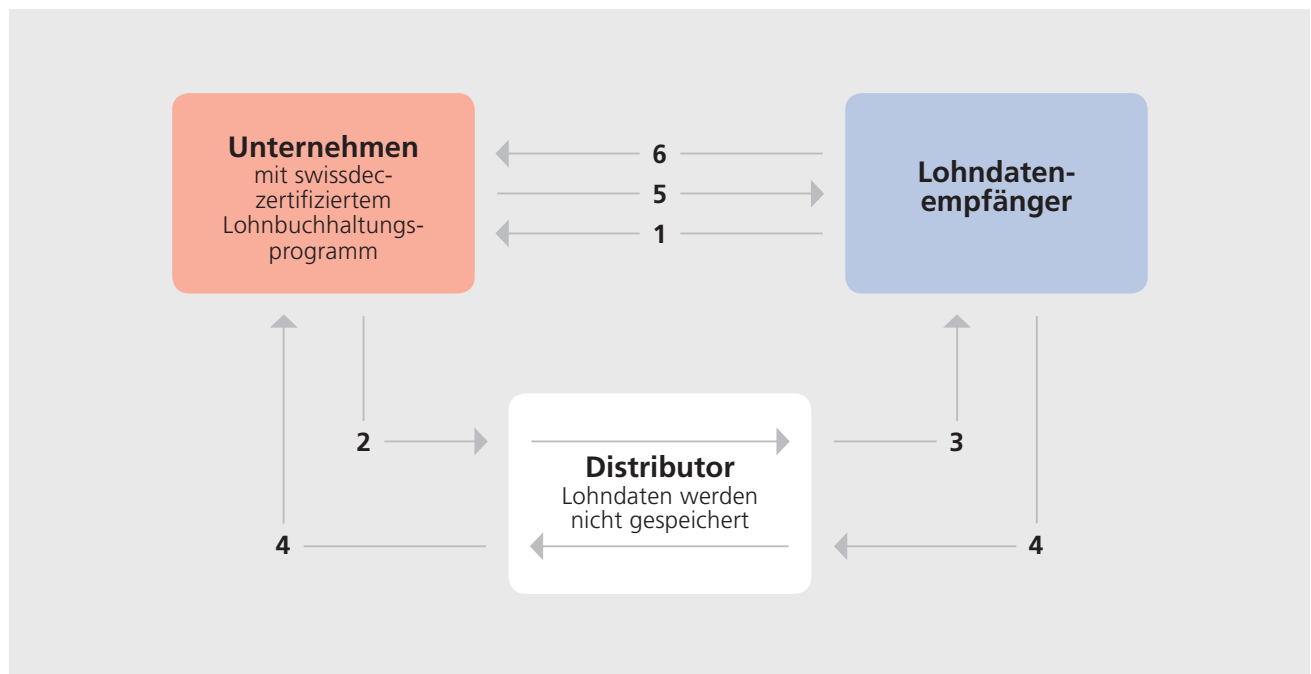 Unternehmen
mit swissdec-
zertifiziertem
Lohnbuchhaltungs-
programm
6
5
1
Lohndaten-
empfänger
2
Distributor
Lohndaten werden
nicht gespeichert
3
4
4